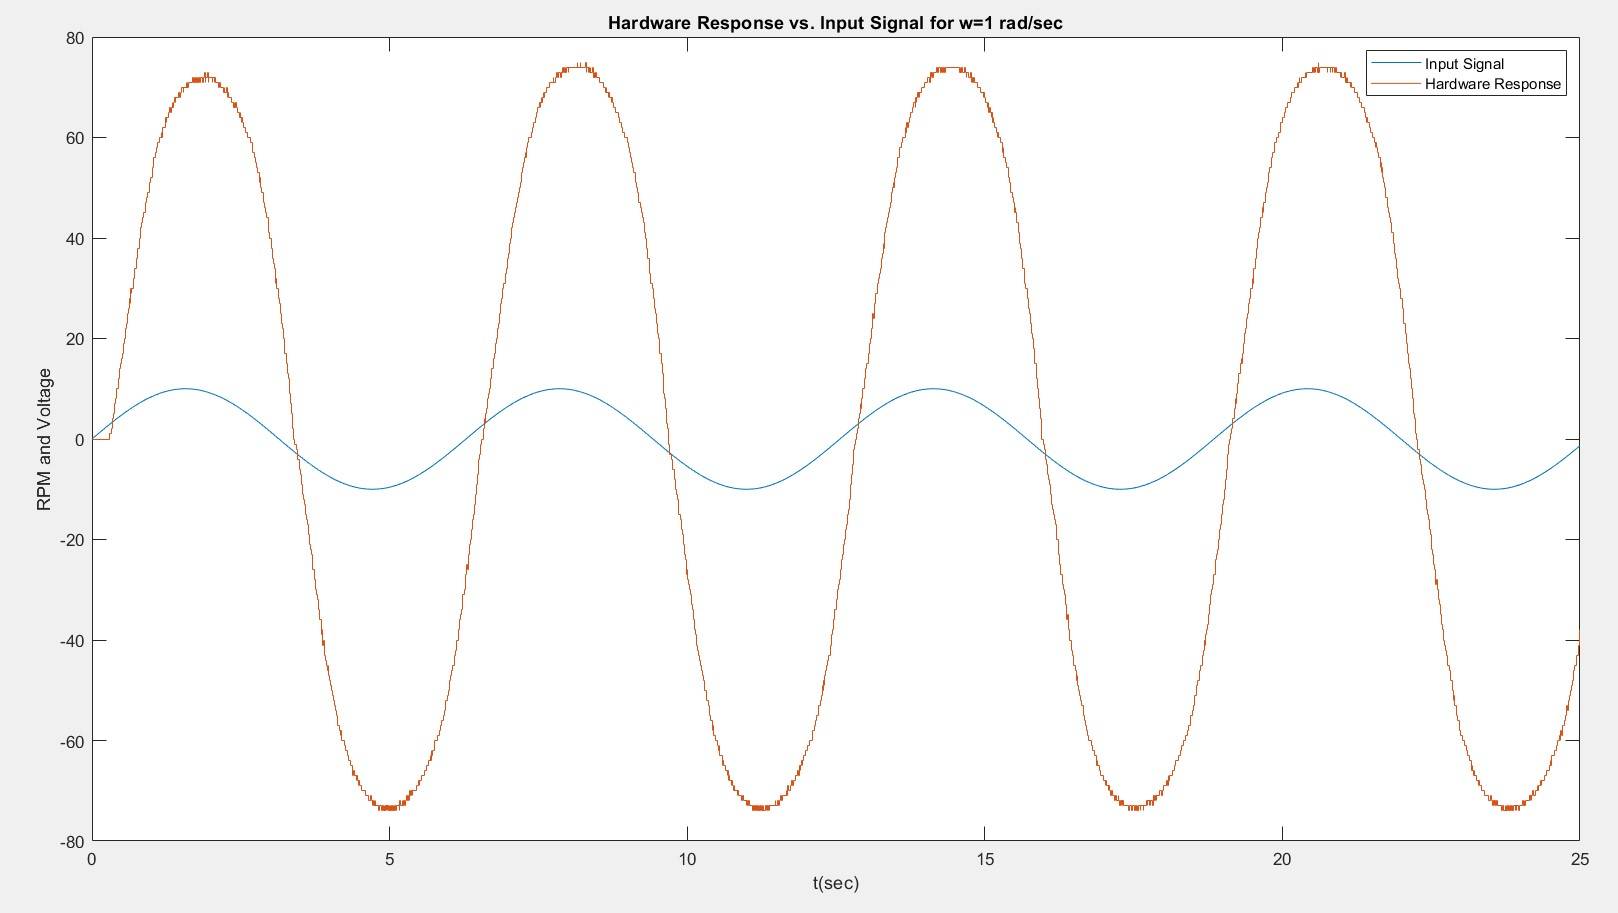 Hardware Response vs. Input Signal for w=1 rad/sec
Input Signal
Hardware Response
RPM and Voltage
80
60
40
20
0
-20
-40
-60
-80
0 5 10 15 20 25
t(sec)